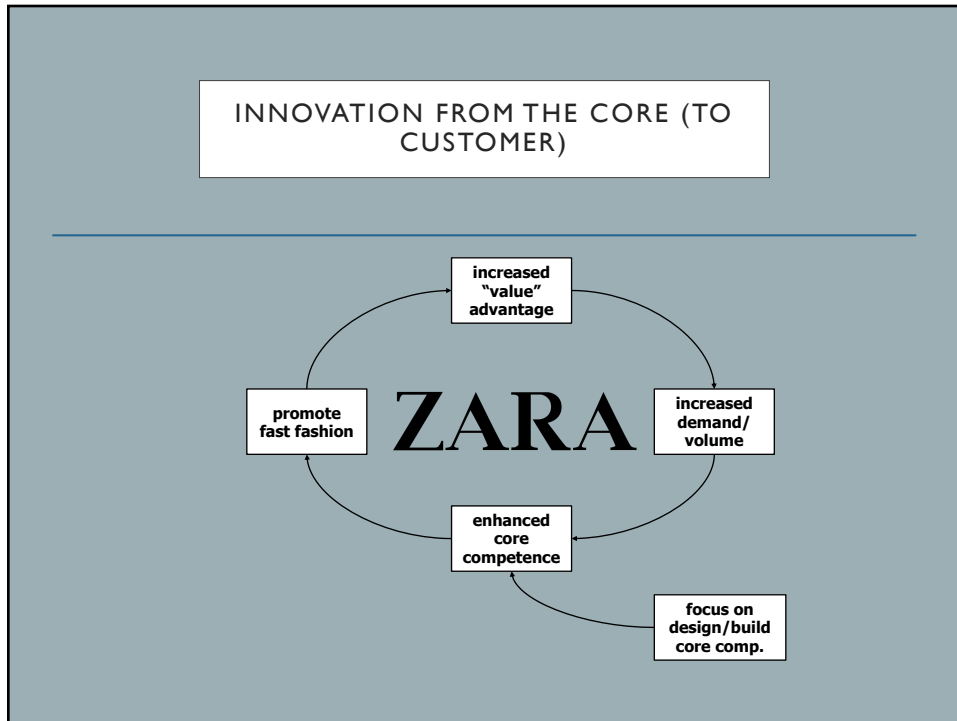 INNOVATION FROM THE CORE (TO
CUSTOMER)
increased
“value”
advantage
promote
fast fashion
ZARA
increased
demand/
volume
enhanced
core
competence
focus on
design/build
core comp.